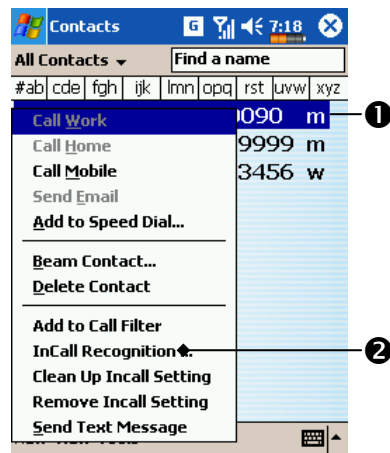 Contacts G 7:18
All Contacts Find a name
#ab cde fgh ijk lmn opq rst uvw xyz
Call Work 0090 m ❶
Call Home 9999 m
Call Mobile 3456 w
Send Email
Add to Speed Dial...
Beam Contact...
Delete Contact
Add to Call Filter
InCall Recognition ❷
Clean Up Incall Setting
Remove Incall Setting
Send Text Message